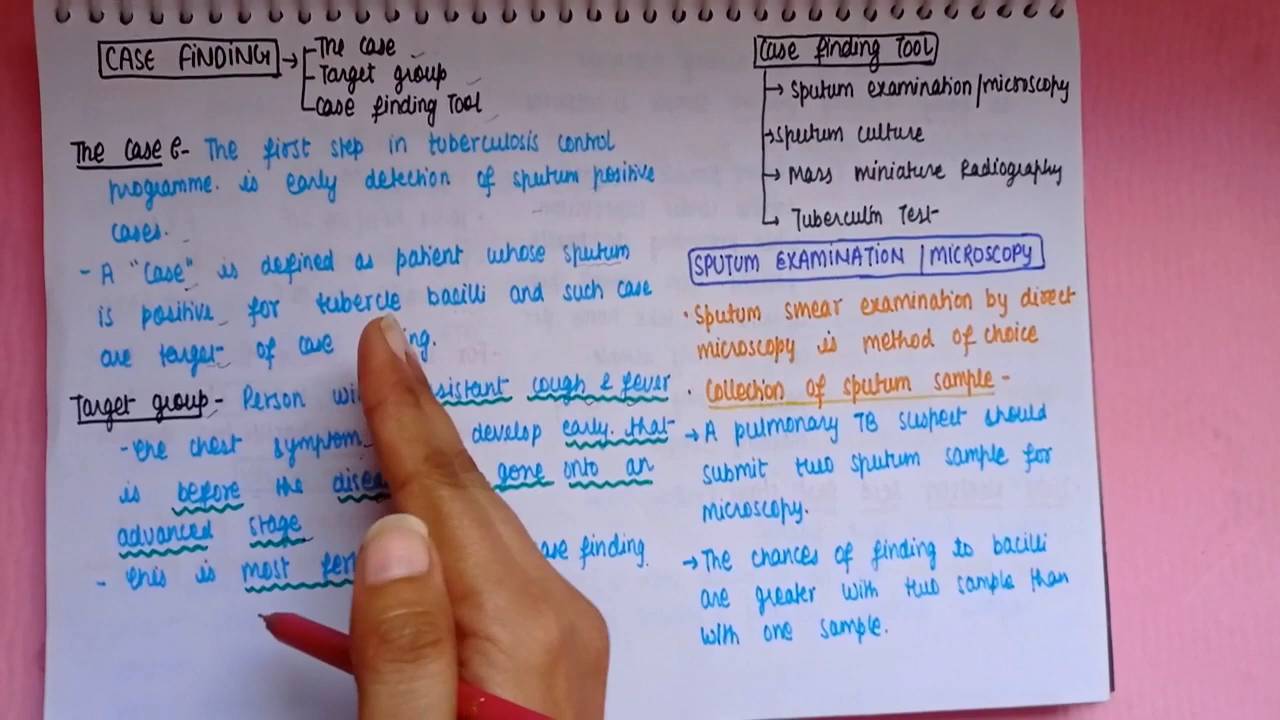 CASE FINDING → The case
Target group
Case finding Tool
The Case :- The first step in tuberculosis control
programme. is early detection of sputum positive
cases.
- A "Case" is defined as patient whose sputum
is positive for tubercle bacilli and such case
are target of case
Target group - Person cough & fever
- the chest symptom develop early that
is before the gone onto an
advanced stage
- this is most finding.
Case finding Tool
→ Sputum examination/microscopy
→ Sputum culture
→ Mass miniature Radiography
→ Tuberculin Test
SPUTUM EXAMINATION / MICROSCOPY
• Sputum smear examination by direct
microscopy is method of choice
• Collection of sputum sample -
→ A pulmonary TB suspect should
submit two sputum sample for
microscopy.
→ The chances of finding to bacilli
are greater with two sample than
with one sample.